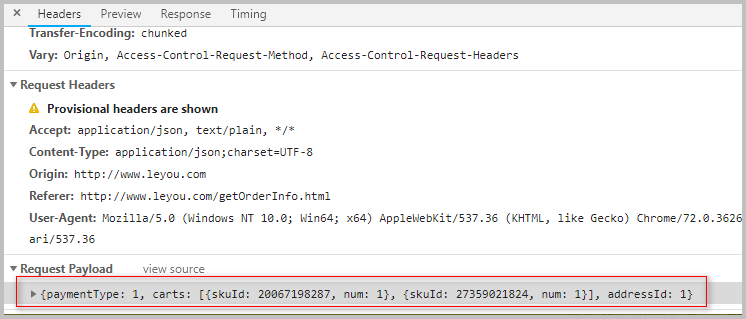 Headers Preview Response Timing
Transfer-Encoding: chunked
Vary: Origin, Access-Control-Request-Method, Access-Control-Request-Headers
Request Headers
Provisional headers are shown
Accept: application/json, text/plain, */*
Content-Type: application/json;charset=UTF-8
Origin: http://www.leyou.com
Referer: http://www.leyou.com/getOrderInfo.html
User-Agent: Mozilla/5.0 (Windows NT 10.0; Win64; x64) AppleWebKit/537.36 (KHTML, like Gecko) Chrome/72.0.3626
ari/537.36
Request Payload view source
{paymentType: 1, carts: [{skuId: 20067198287, num: 1}, {skuId: 27359021824, num: 1}], addressId: 1}